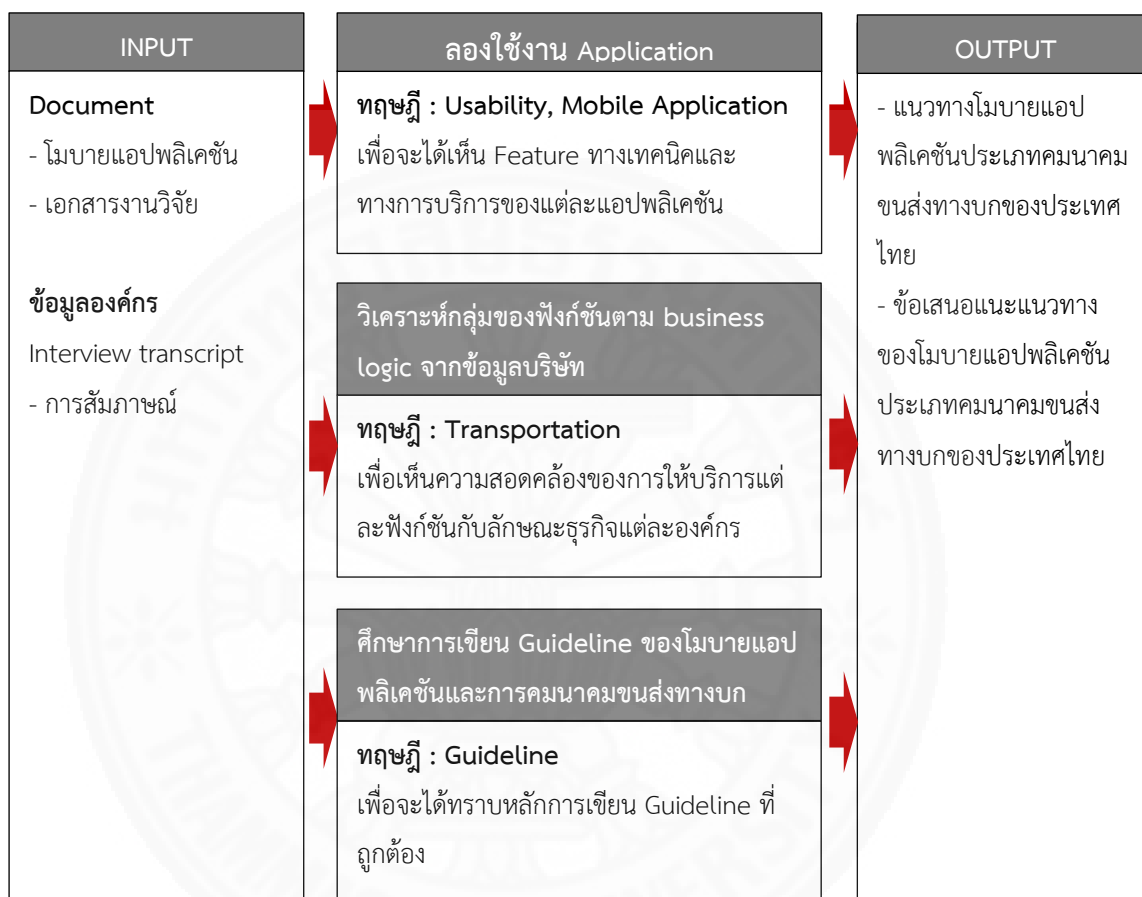 INPUT
Document
- โมบายแอปพลิเคชัน
- เอกสารงานวิจัย
ข้อมูลองค์กร
Interview transcript
- การสัมภาษณ์
ลองใช้งาน Application
ทฤษฎี : Usability, Mobile Application
เพื่อจะได้เห็น Feature ทางเทคนิคและ
ทางการบริการของแต่ละแอปพลิเคชัน
วิเคราะห์กลุ่มของฟังก์ชันตาม business
logic จากข้อมูลบริษัท
ทฤษฎี : Transportation
เพื่อเห็นความสอดคล้องของการให้บริการแต่
ละฟังก์ชันกับลักษณะธุรกิจแต่ละองค์กร
ศึกษาการเขียน Guideline ของโมบายแอป
พลิเคชันและการคมนาคมขนส่งทางบก
ทฤษฎี : Guideline
เพื่อจะได้ทราบหลักการเขียน Guideline ที่
ถูกต้อง
OUTPUT
- แนวทางโมบายแอป
พลิเคชันประเภทคมนาคม
ขนส่งทางบกของประเทศ
ไทย
- ข้อเสนอแนะแนวทาง
ของโมบายแอปพลิเคชัน
ประเภทคมนาคมขนส่ง
ทางบกของประเทศไทย